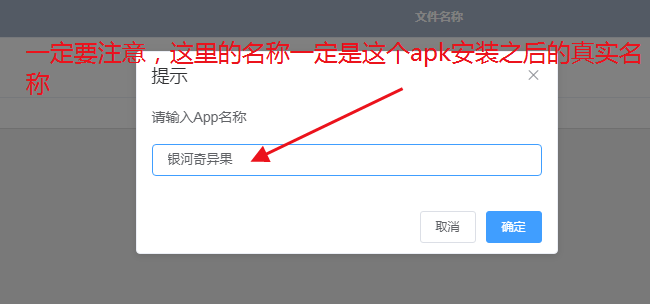 文件名称
一定要注意，这里的名称一定是这个apk安装之后的真实名
称
提示
请输入App名称
银河奇异果
取消 确定